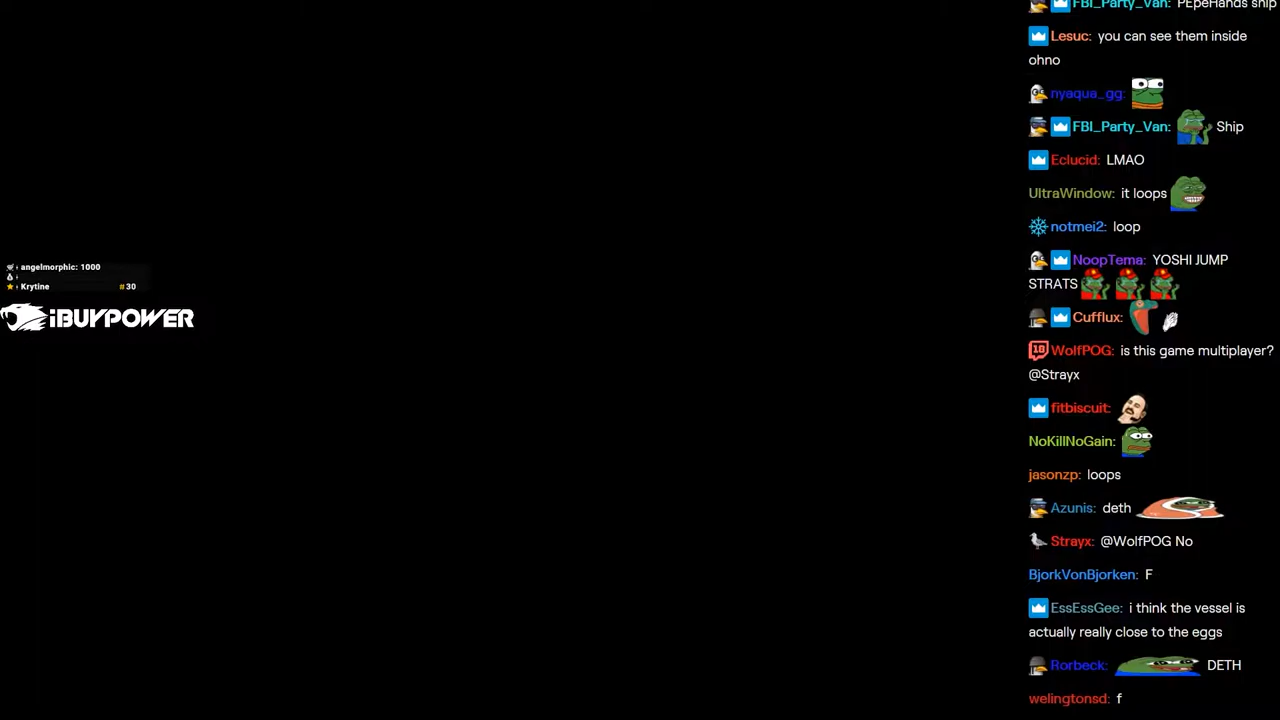 FBI_Party_Van: PEpeHands ship
Lesuc: you can see them inside
ohno
nyaqua_gg:
FBI_Party_Van: Ship
Eclucid: LMAO
UltraWindow: it loops
notmei2: loop
NoopTema: YOSHI JUMP
STRATS
Cufflux:
WolfPOG: is this game multiplayer?
@Strayx
fitbiscuit:
NoKillNoGain:
jasonzp: loops
Azunis: deth
Strayx: @WolfPOG No
BjorkVonBjorken: F
EssEssGee: i think the vessel is
actually really close to the eggs
Rorbeck: DETH
welingtonsd: f
angelmorphic: 1000
Krytine #30
iBUYPOWER